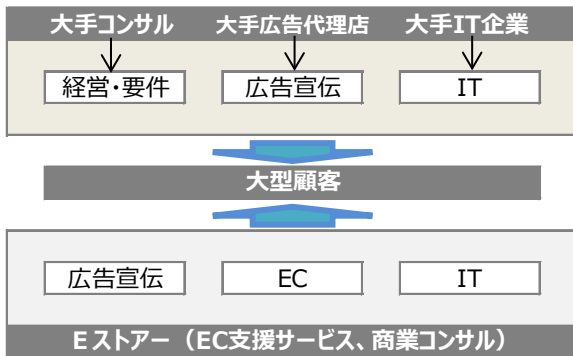 大手コンサル 大手広告代理店 大手IT企業
経営・要件 広告宣伝 IT
大型顧客
広告宣伝 EC IT
Eストアー（EC支援サービス、商業コンサル）